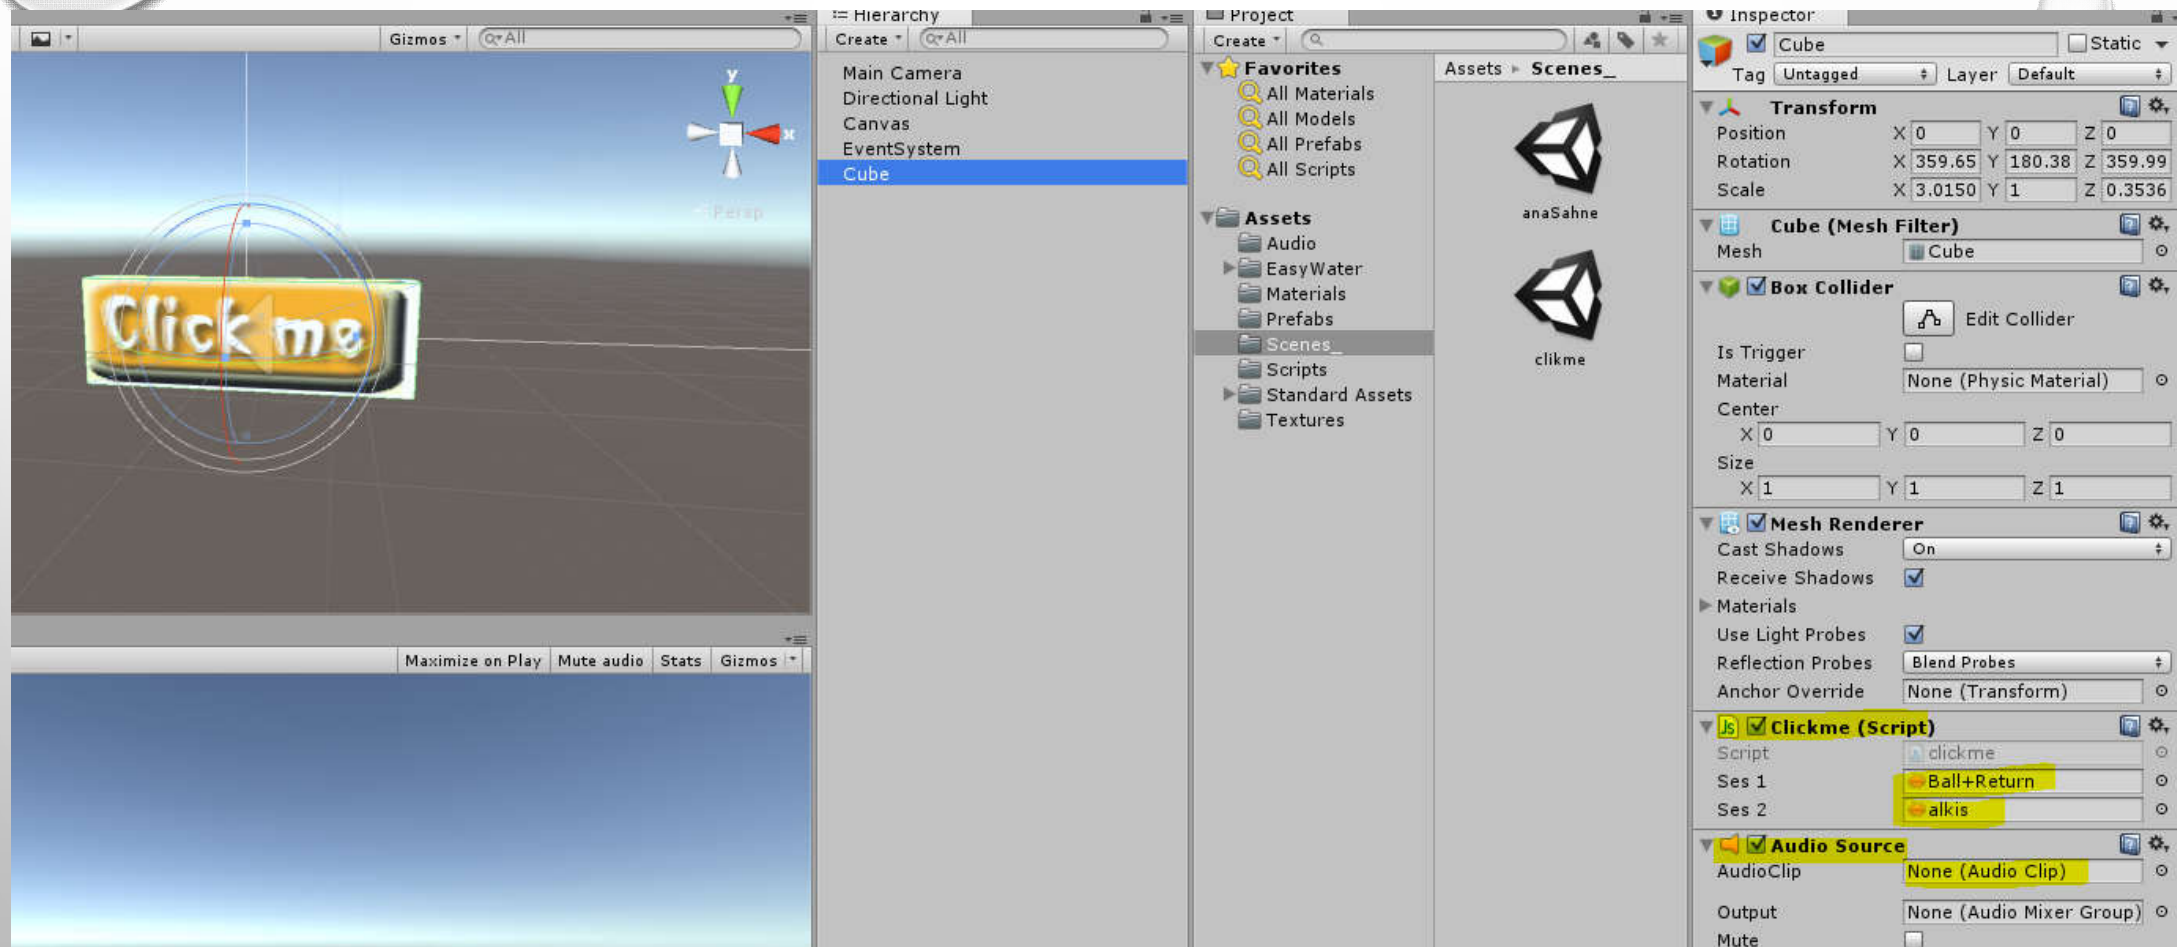 Gizmos
All
Click me
y
x
Persp
Maximize on Play Mute audio Stats Gizmos
Hierarchy
Create All
Main Camera
Directional Light
Canvas
EventSystem
Cube
Project
Create
Favorites
All Materials
All Models
All Prefabs
All Scripts
Assets
Audio
EasyWater
Materials
Prefabs
Scenes_
Scripts
Standard Assets
Textures
Assets Scenes_
anaSahne
clikme
Inspector
Cube Static
Tag Untagged Layer Default
Transform
Position X 0 Y 0 Z 0
Rotation X 359.65 Y 180.38 Z 359.99
Scale X 3.0150 Y 1 Z 0.3536
Cube (Mesh Filter)
Mesh Cube
Box Collider
Edit Collider
Is Trigger
Material None (Physic Material)
Center
X 0 Y 0 Z 0
Size
X 1 Y 1 Z 1
Mesh Renderer
Cast Shadows On
Receive Shadows
Materials
Use Light Probes
Reflection Probes Blend Probes
Anchor Override None (Transform)
Js Clickme (Script)
Script clickme
Ses 1 Ball+Return
Ses 2 alkis
Audio Source
AudioClip None (Audio Clip)
Output None (Audio Mixer Group)
Mute